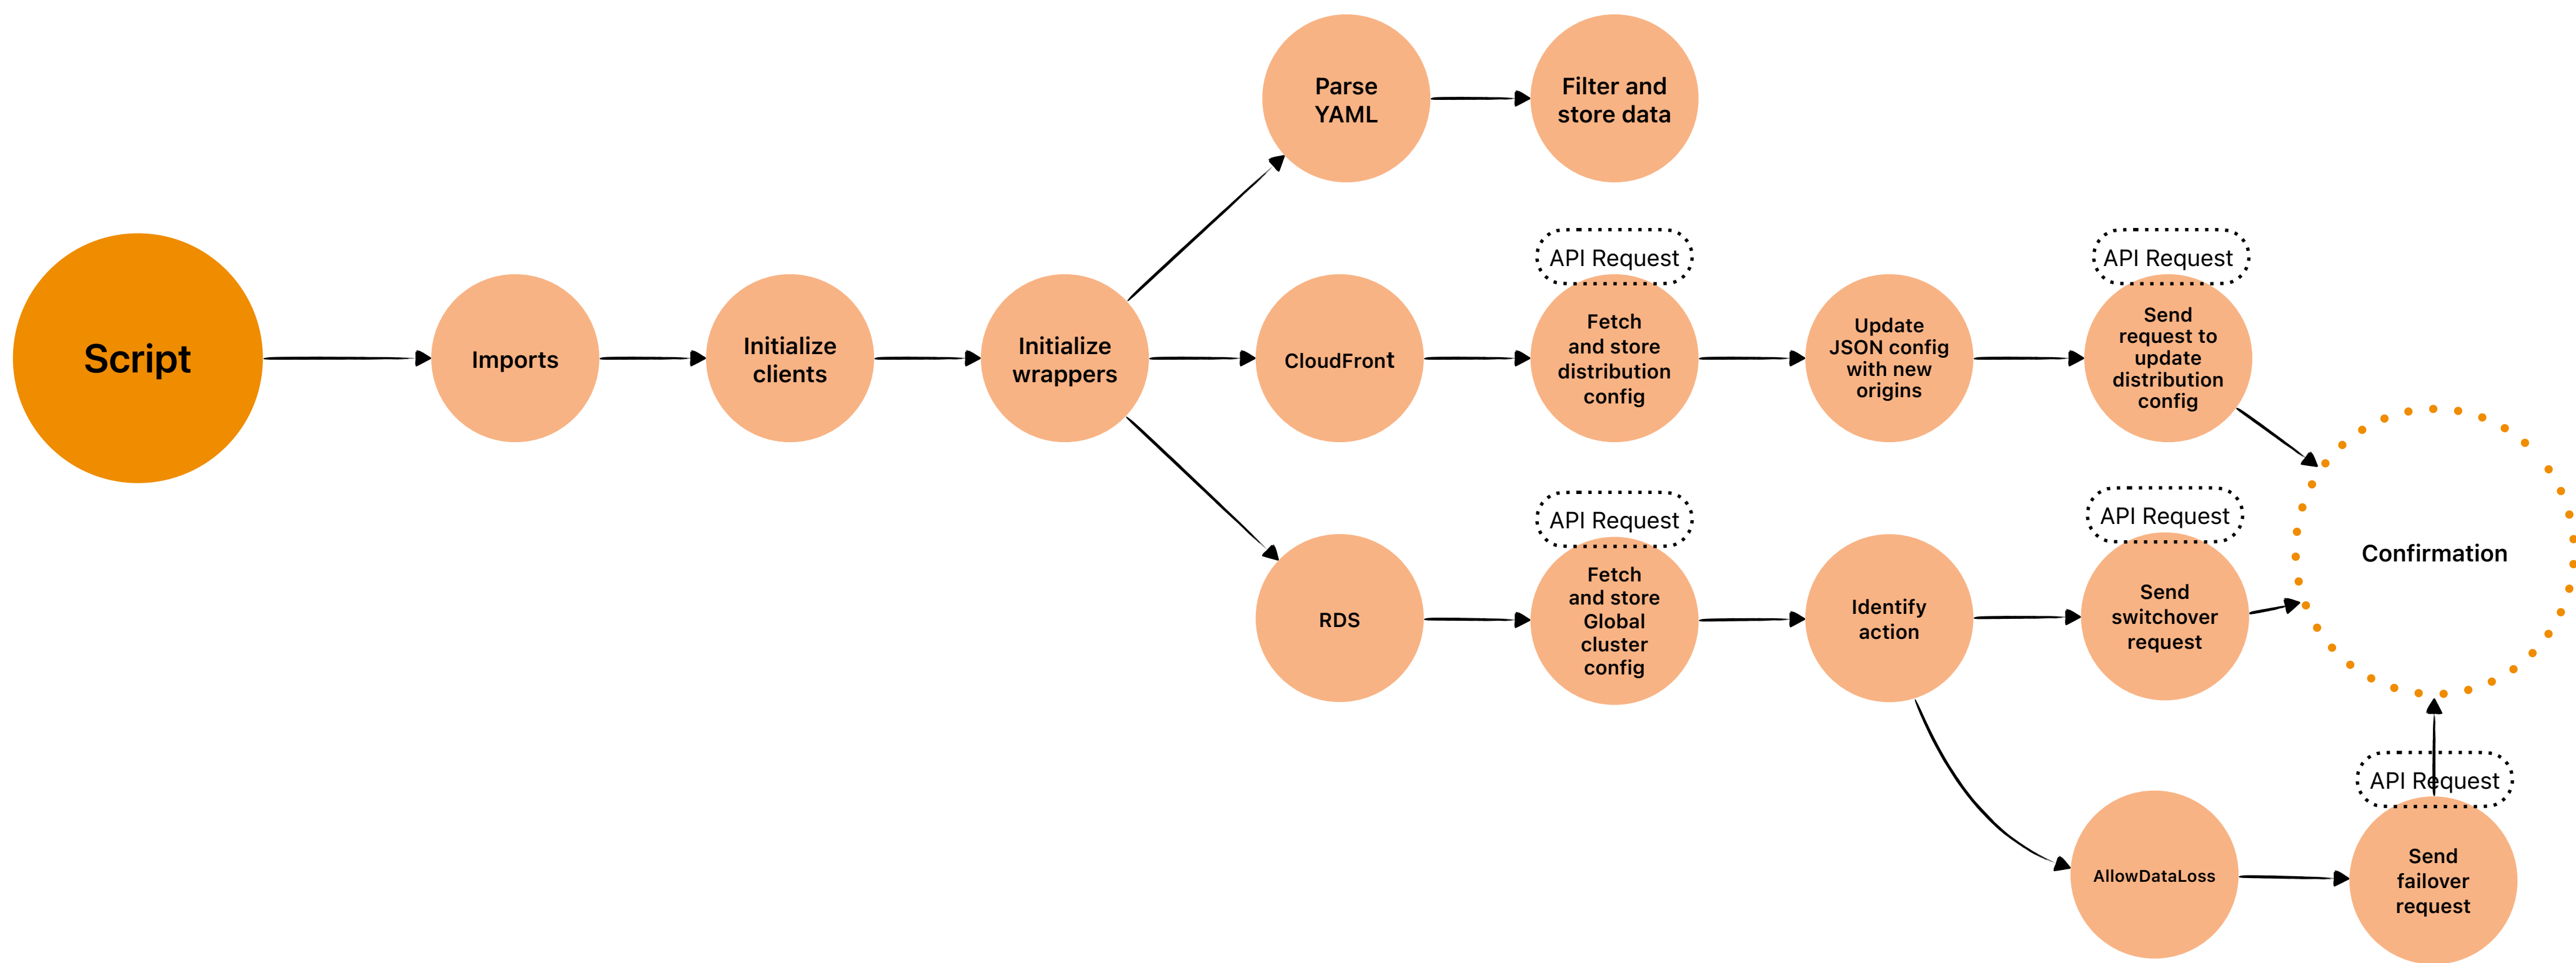 Parse
YAML
Filter and
store data
Script
Imports
Initialize
clients
Initialize
wrappers
CloudFront
API Request
Fetch
and store
distribution
config
Update
JSON config
with new
origins
API Request
Send
request to
update
distribution
config
RDS
API Request
Fetch
and store
Global
cluster
config
Identify
action
API Request
Send
switchover
request
Confirmation
AllowDataLoss
API Request
Send
failover
request